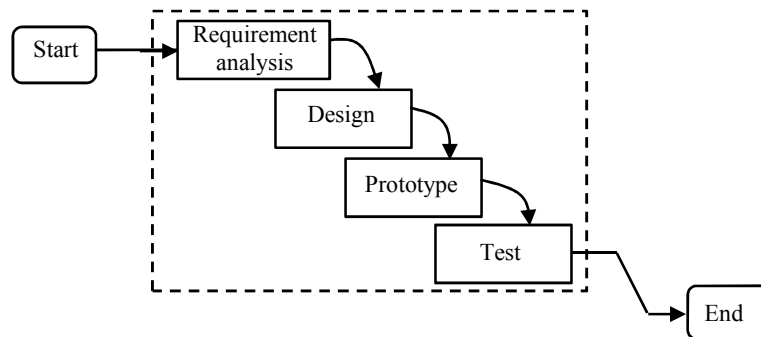 Start
Requirement
analysis
Design
Prototype
Test
End